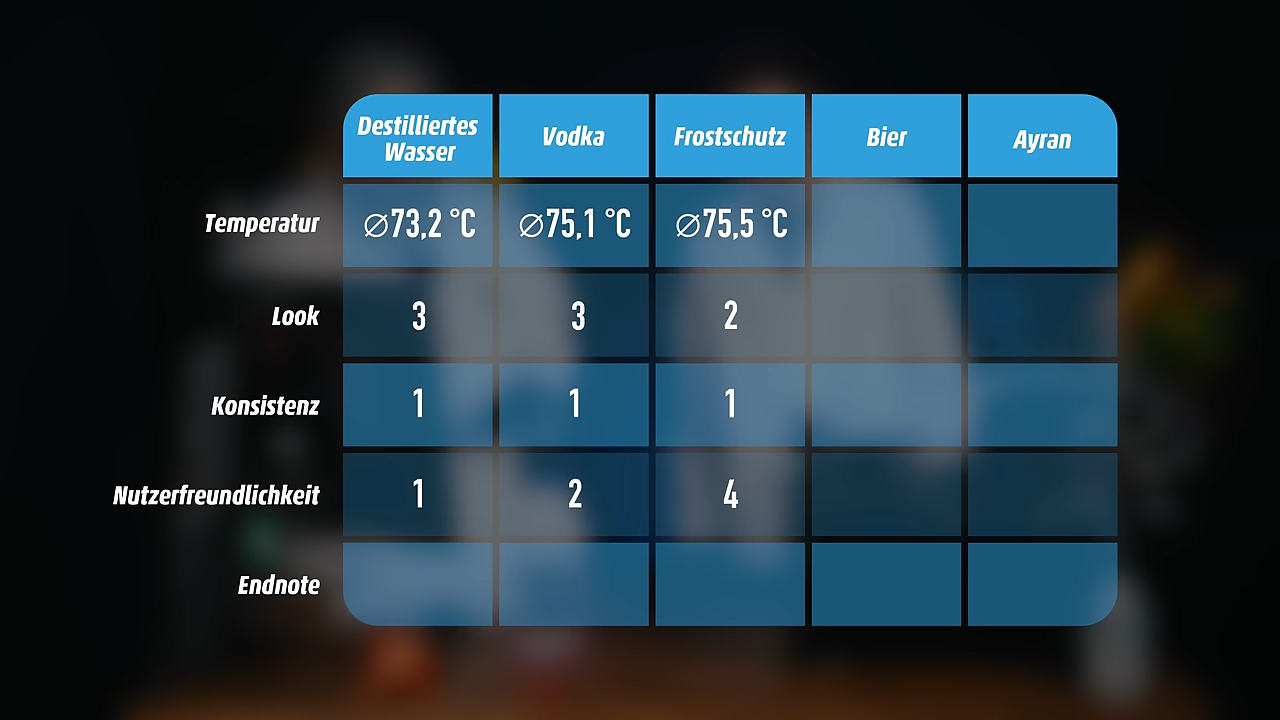 Destilliertes
Wasser
Vodka
Frostschutz
Bier
Ayran
Temperatur
∅73,2 °C
∅75,1 °C
∅75,5 °C
Look
3
3
2
Konsistenz
1
1
1
Nutzerfreundlichkeit
1
2
4
Endnote